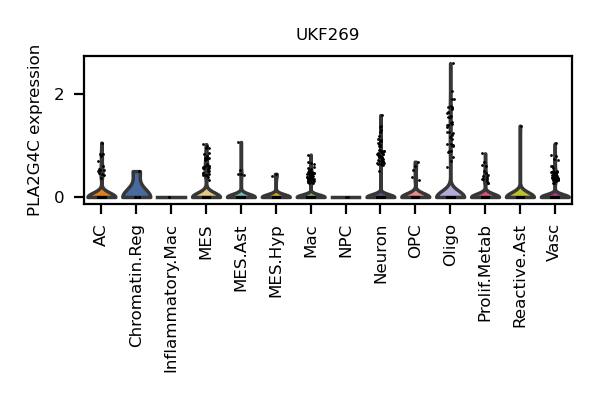 UKF269
PLA2G4C expression
2
0
AC
Chromatin.Reg
Inflammatory.Mac
MES
MES.Ast
MES.Hyp
Mac
NPC
Neuron
OPC
Oligo
Prolif.Metab
Reactive.Ast
Vasc